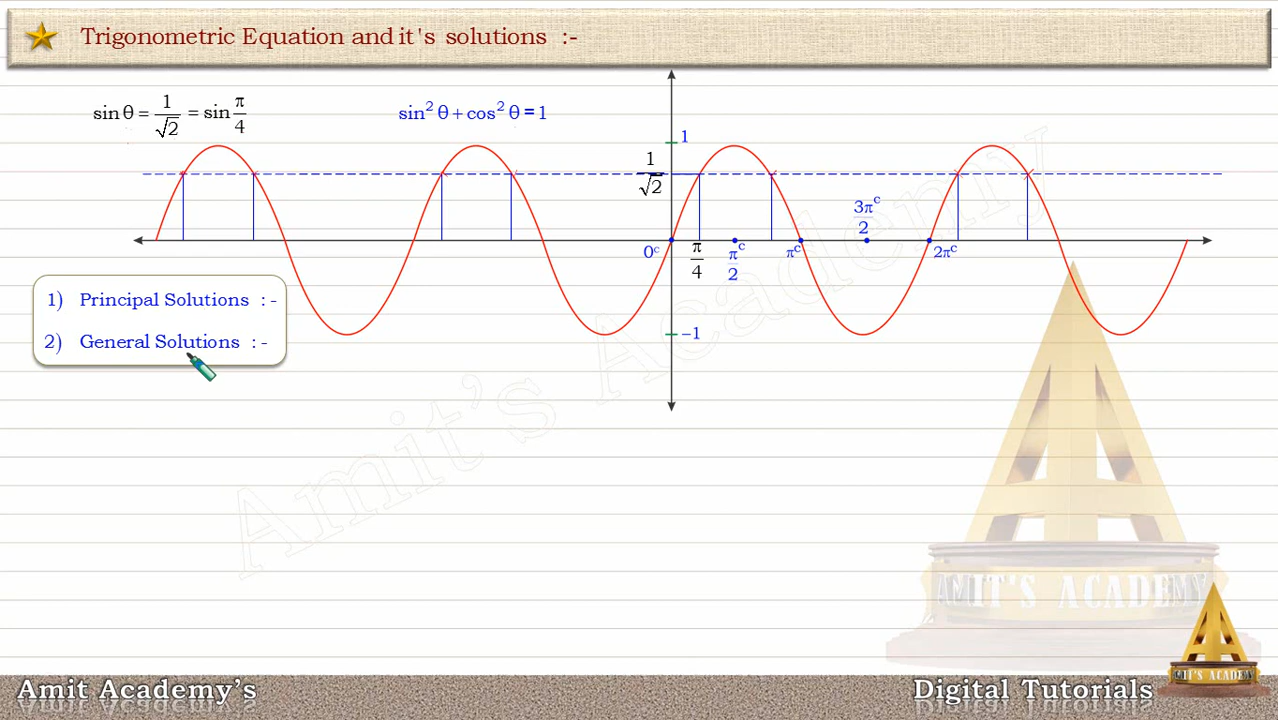 Trigonometric Equation and it's solutions :-
sin θ = 1/√2 = sin π/4
sin² θ + cos² θ = 1
1
1/√2
0ᶜ π/4 πᶜ/2 πᶜ 3πᶜ/2 2πᶜ
–1
1) Principal Solutions :-
2) General Solutions :-
Amit's Academy
AMIT'S ACADEMY
AMIT'S ACADEMY
Amit Academy's
Digital Tutorials